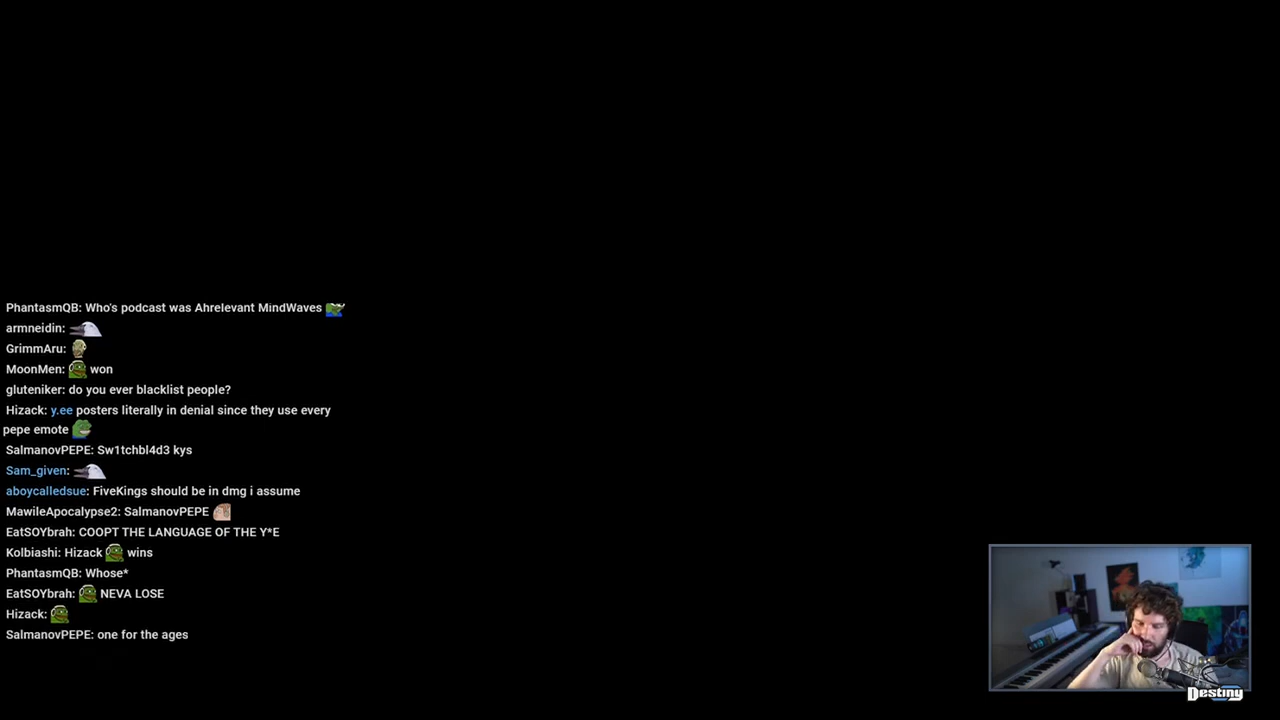 PhantasmQB: Who's podcast was Ahrelevant MindWaves
armneidin:
GrimmAru:
MoonMen: won
gluteniker: do you ever blacklist people?
Hizack: y.ee posters literally in denial since they use every
pepe emote
SalmanovPEPE: Sw1tchbl4d3 kys
Sam_given:
aboycalledsue: FiveKings should be in dmg i assume
MawileApocalypse2: SalmanovPEPE
EatSOYbrah: COOPT THE LANGUAGE OF THE Y*E
Kolbiashi: Hizack wins
PhantasmQB: Whose*
EatSOYbrah: NEVA LOSE
Hizack:
SalmanovPEPE: one for the ages
Destiny